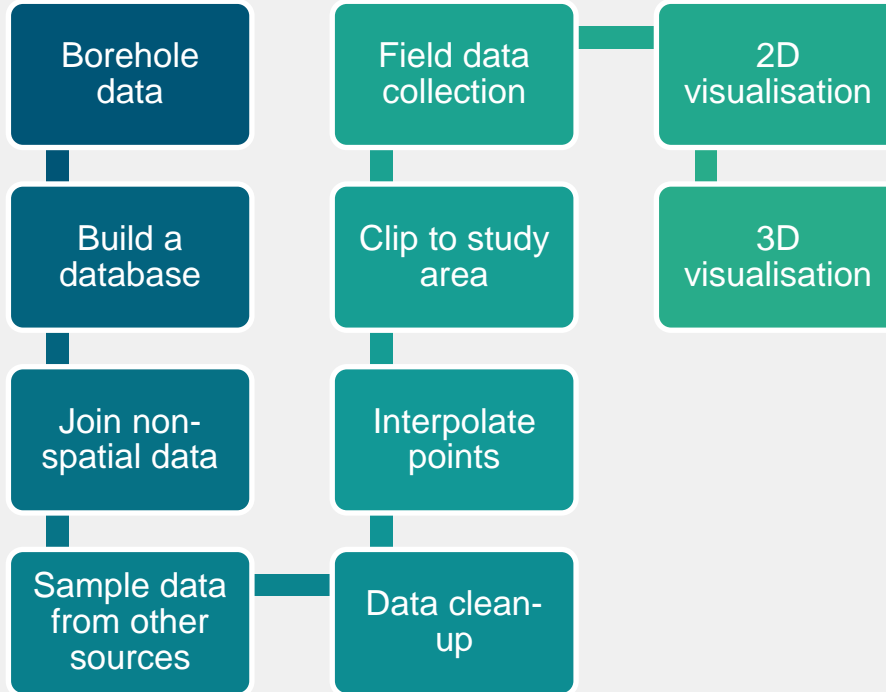 Borehole
data
Build a
database
Join non-
spatial data
Sample data
from other
sources
Data clean-
up
Interpolate
points
Clip to study
area
Field data
collection
2D
visualisation
3D
visualisation